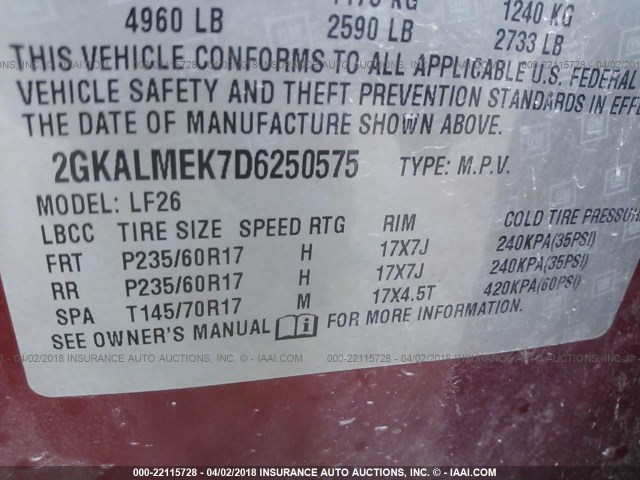 4960 LB 2590 LB 1240 KG
2733 LB
THIS VEHICLE CONFORMS TO ALL APPLICABLE U.S. FEDERAL
VEHICLE SAFETY AND THEFT PREVENTION STANDARDS IN EFFE
THE DATE OF MANUFACTURE SHOWN ABOVE.
2GKALMEK7D6250575 TYPE: M.P.V.
MODEL: LF26
LBCC TIRE SIZE SPEED RTG RIM COLD TIRE PRESSUR
FRT P235/60R17 H 17X7J 240KPA(35PSI)
RR P235/60R17 H 17X7J 240KPA(35PSI)
SPA T145/70R17 M 17X4.5T 420KPA(60PSI)
SEE OWNER'S MANUAL FOR MORE INFORMATION.
000-22115728 - 04/02/2018 INSURANCE AUTO AUCTIONS, INC. - © IAAI.COM